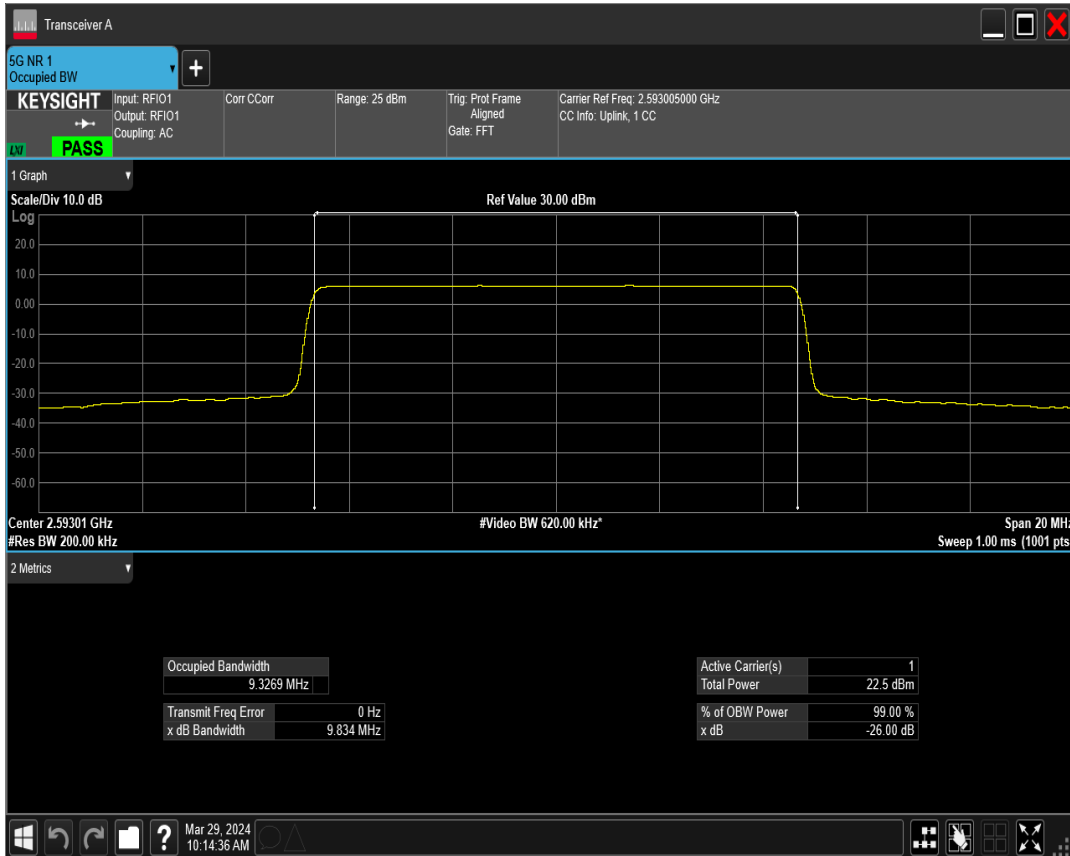 Transceiver A
5G NR 1
Occupied BW
KEYSIGHT
LXI
PASS
Input: RFIO1
Output: RFIO1
Coupling: AC
Corr CCorr
Range: 25 dBm
Trig: Prot Frame
Aligned
Gate: FFT
Carrier Ref Freq: 2.593005000 GHz
CC Info: Uplink, 1 CC
1 Graph
Scale/Div 10.0 dB
Ref Value 30.00 dBm
Log
20.0
10.0
0.00
-10.0
-20.0
-30.0
-40.0
-50.0
-60.0
Center 2.59301 GHz
#Video BW 620.00 kHz*
Span 20 MHz
#Res BW 200.00 kHz
Sweep 1.00 ms (1001 pts
2 Metrics
Occupied Bandwidth
9.3269 MHz
Transmit Freq Error 0 Hz
x dB Bandwidth 9.834 MHz
Active Carrier(s) 1
Total Power 22.5 dBm
% of OBW Power 99.00 %
x dB -26.00 dB
?
Mar 29, 2024
10:14:36 AM